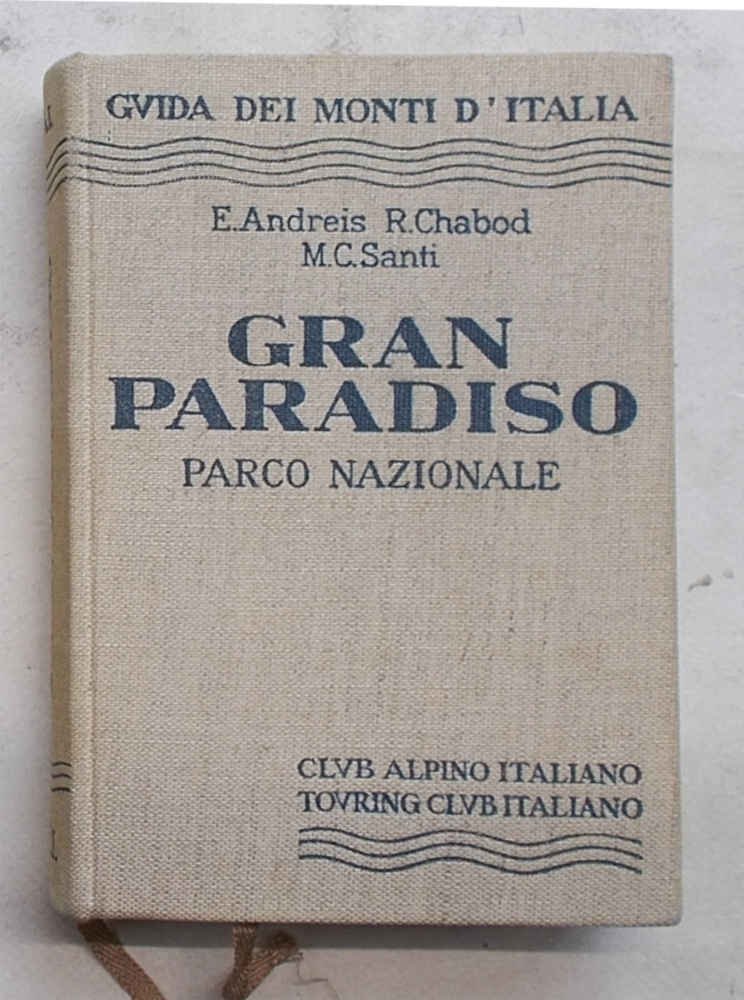 GVIDA DEI MONTI D'ITALIA
E.Andreis R.Chabod
M.C.Santi
GRAN
PARADISO
PARCO NAZIONALE
CLVB ALPINO ITALIANO
TOVRING CLVB ITALIANO